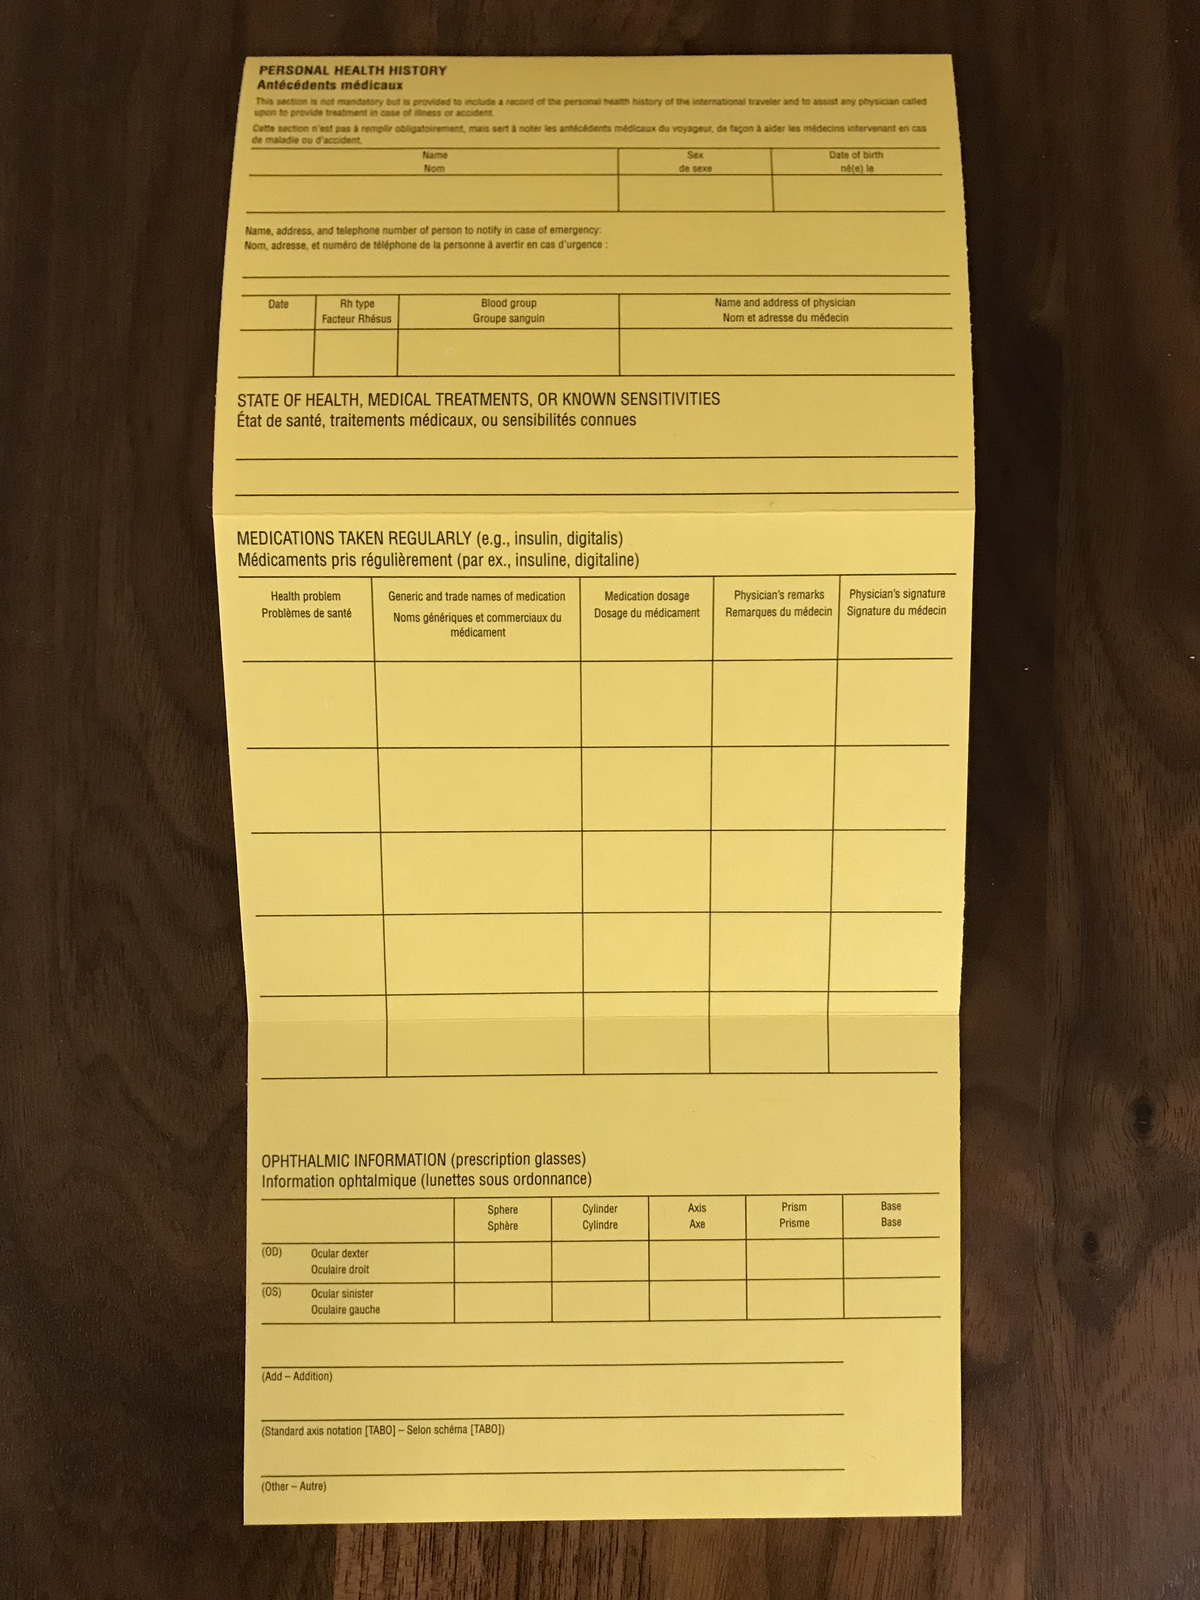 PERSONAL HEALTH HISTORY
Antécédents médicaux
This section is not mandatory but is provided to include a record of the personal health history of the international traveler and to assist any physician called
upon to provide treatment in case of illness or accident.
Cette section n'est pas à remplir obligatoirement, mais sert à noter les antécédents médicaux du voyageur, de façon à aider les médecins intervenant en cas
de maladie ou d'accident.
Name Sex Date of birth
Nom de sexe né(e) le
Name, address, and telephone number of person to notify in case of emergency:
Nom, adresse, et numéro de téléphone de la personne à avertir en cas d'urgence :
Date Rh type Blood group Name and address of physician
Facteur Rhésus Groupe sanguin Nom et adresse du médecin
STATE OF HEALTH, MEDICAL TREATMENTS, OR KNOWN SENSITIVITIES
État de santé, traitements médicaux, ou sensibilités connues
MEDICATIONS TAKEN REGULARLY (e.g., insulin, digitalis)
Médicaments pris régulièrement (par ex., insuline, digitaline)
Health problem Generic and trade names of medication Medication dosage Physician's remarks Physician's signature
Problèmes de santé Noms génériques et commerciaux du Dosage du médicament Remarques du médecin Signature du médecin
médicament
OPHTHALMIC INFORMATION (prescription glasses)
Information ophtalmique (lunettes sous ordonnance)
Sphere Cylinder Axis Prism Base
Sphère Cylindre Axe Prisme Base
(OD) Ocular dexter
Oculaire droit
(OS) Ocular sinister
Oculaire gauche
(Add – Addition)
(Standard axis notation [TABO] – Selon schéma [TABO])
(Other – Autre)